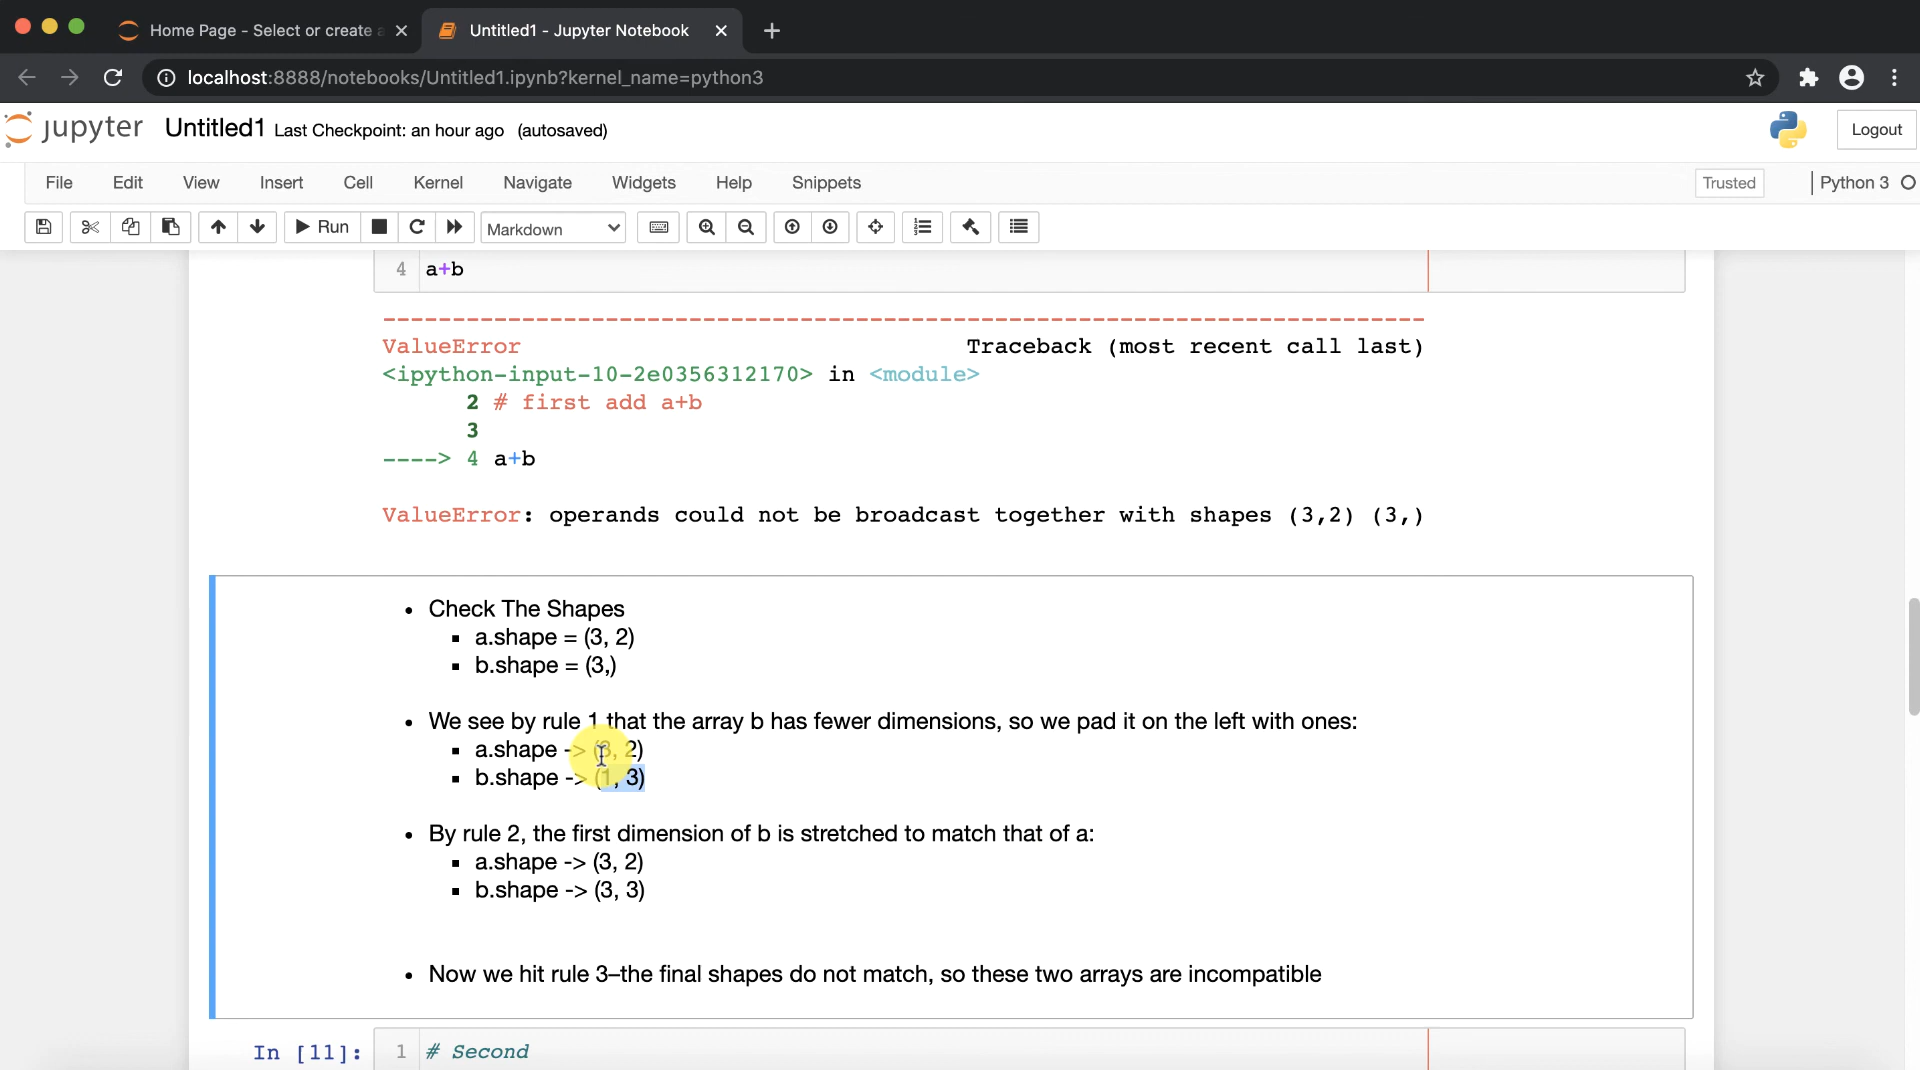 Home Page - Select or create a
Untitled1 - Jupyter Notebook
localhost:8888/notebooks/Untitled1.ipynb?kernel_name=python3
jupyter Untitled1 Last Checkpoint: an hour ago (autosaved) Logout
File Edit View Insert Cell Kernel Navigate Widgets Help Snippets Trusted Python 3
Run Markdown
4 a+b
---------------------------------------------------------------------------
ValueError Traceback (most recent call last)
<ipython-input-10-2e0356312170> in <module>
2 # first add a+b
3
----> 4 a+b
ValueError: operands could not be broadcast together with shapes (3,2) (3,)
• Check The Shapes
▪ a.shape = (3, 2)
▪ b.shape = (3,)
• We see by rule 1 that the array b has fewer dimensions, so we pad it on the left with ones:
▪ a.shape -> (3, 2)
▪ b.shape -> (1, 3)
• By rule 2, the first dimension of b is stretched to match that of a:
▪ a.shape -> (3, 2)
▪ b.shape -> (3, 3)
• Now we hit rule 3–the final shapes do not match, so these two arrays are incompatible
In [11]: 1 # Second